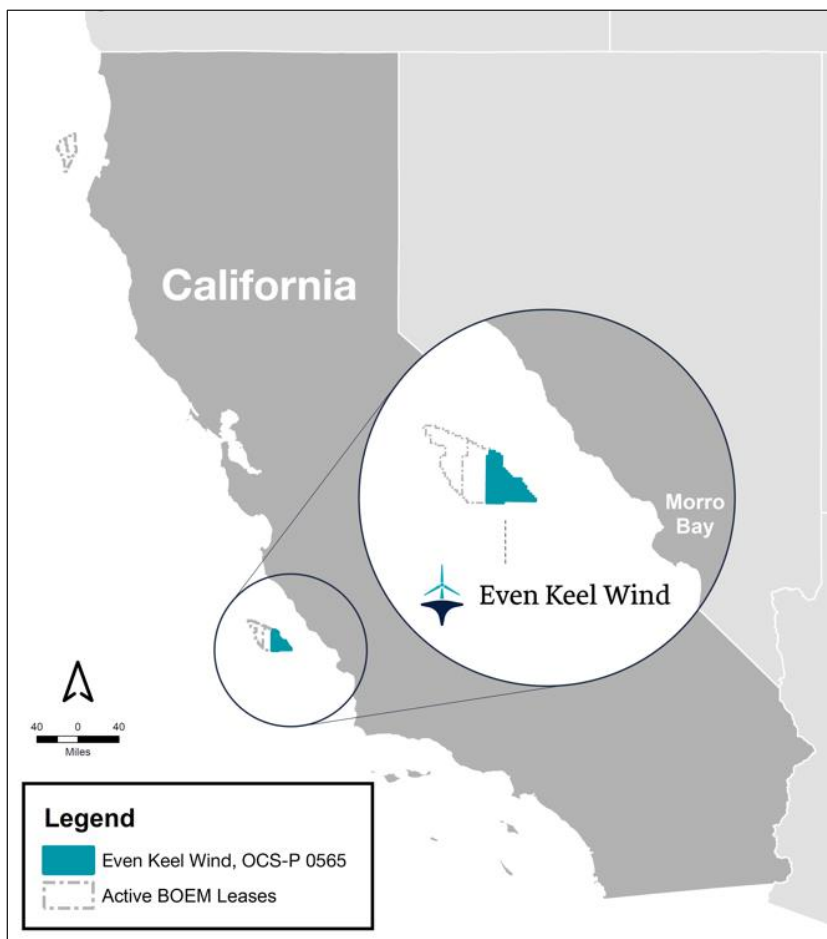 California
Morro
Bay
Even Keel Wind
40 0 40
Miles
Legend
Even Keel Wind, OCS-P 0565
Active BOEM Leases